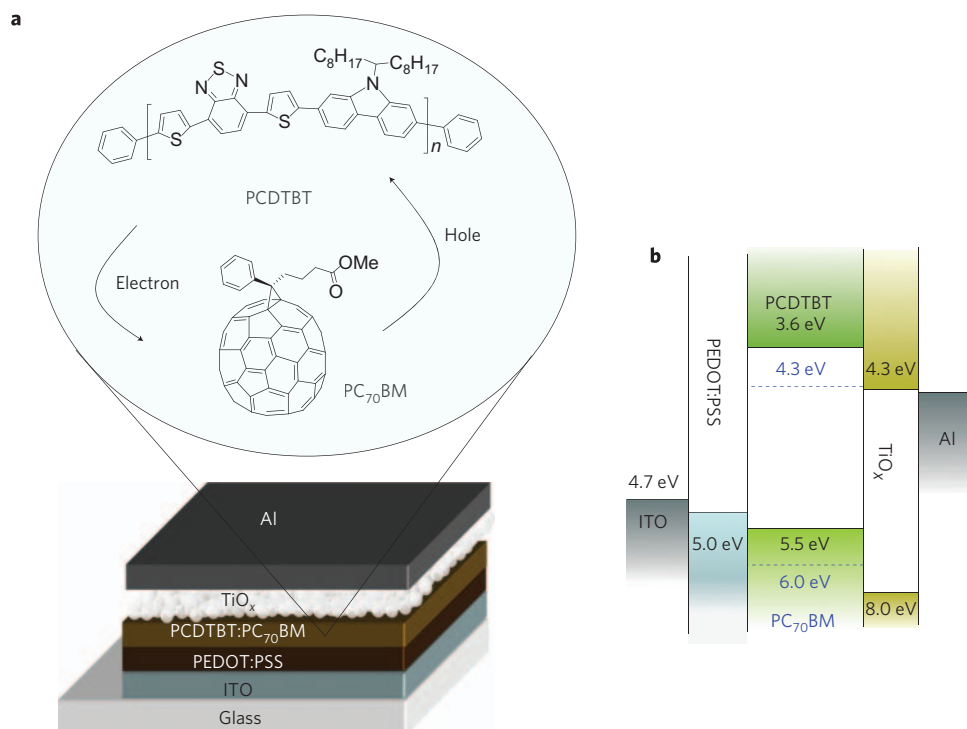 a
C8H17
C8H17
S
N
N
N
S
S
n
PCDTBT
Hole
Electron
OMe
O
PC70BM
Al
TiOx
PCDTBT:PC70BM
PEDOT:PSS
ITO
Glass
b
PCDTBT
3.6 eV
4.3 eV
4.3 eV
PEDOT:PSS
TiOx
Al
4.7 eV
ITO
5.0 eV
5.5 eV
6.0 eV
PC70BM
8.0 eV